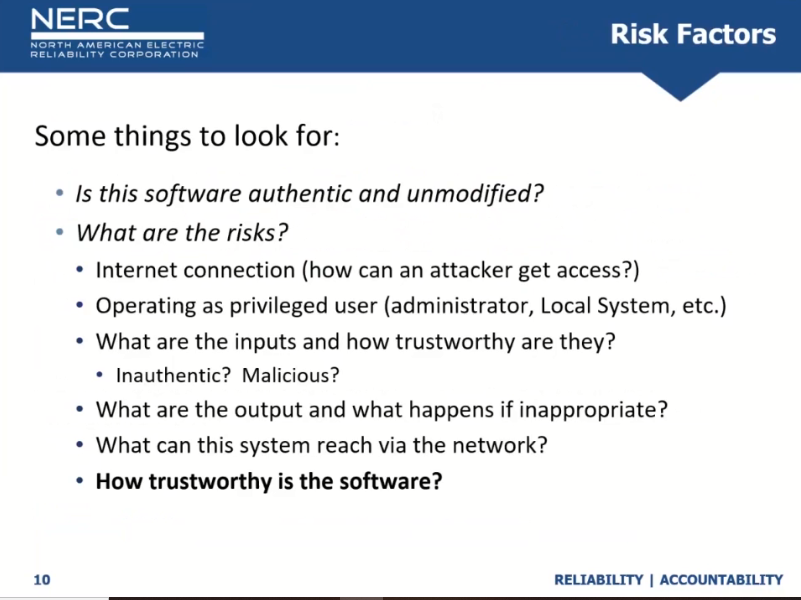 NERC
NORTH AMERICAN ELECTRIC
RELIABILITY CORPORATION
Risk Factors
Some things to look for:
• Is this software authentic and unmodified?
• What are the risks?
• Internet connection (how can an attacker get access?)
• Operating as privileged user (administrator, Local System, etc.)
• What are the inputs and how trustworthy are they?
• Inauthentic? Malicious?
• What are the output and what happens if inappropriate?
• What can this system reach via the network?
• How trustworthy is the software?
10
RELIABILITY | ACCOUNTABILITY